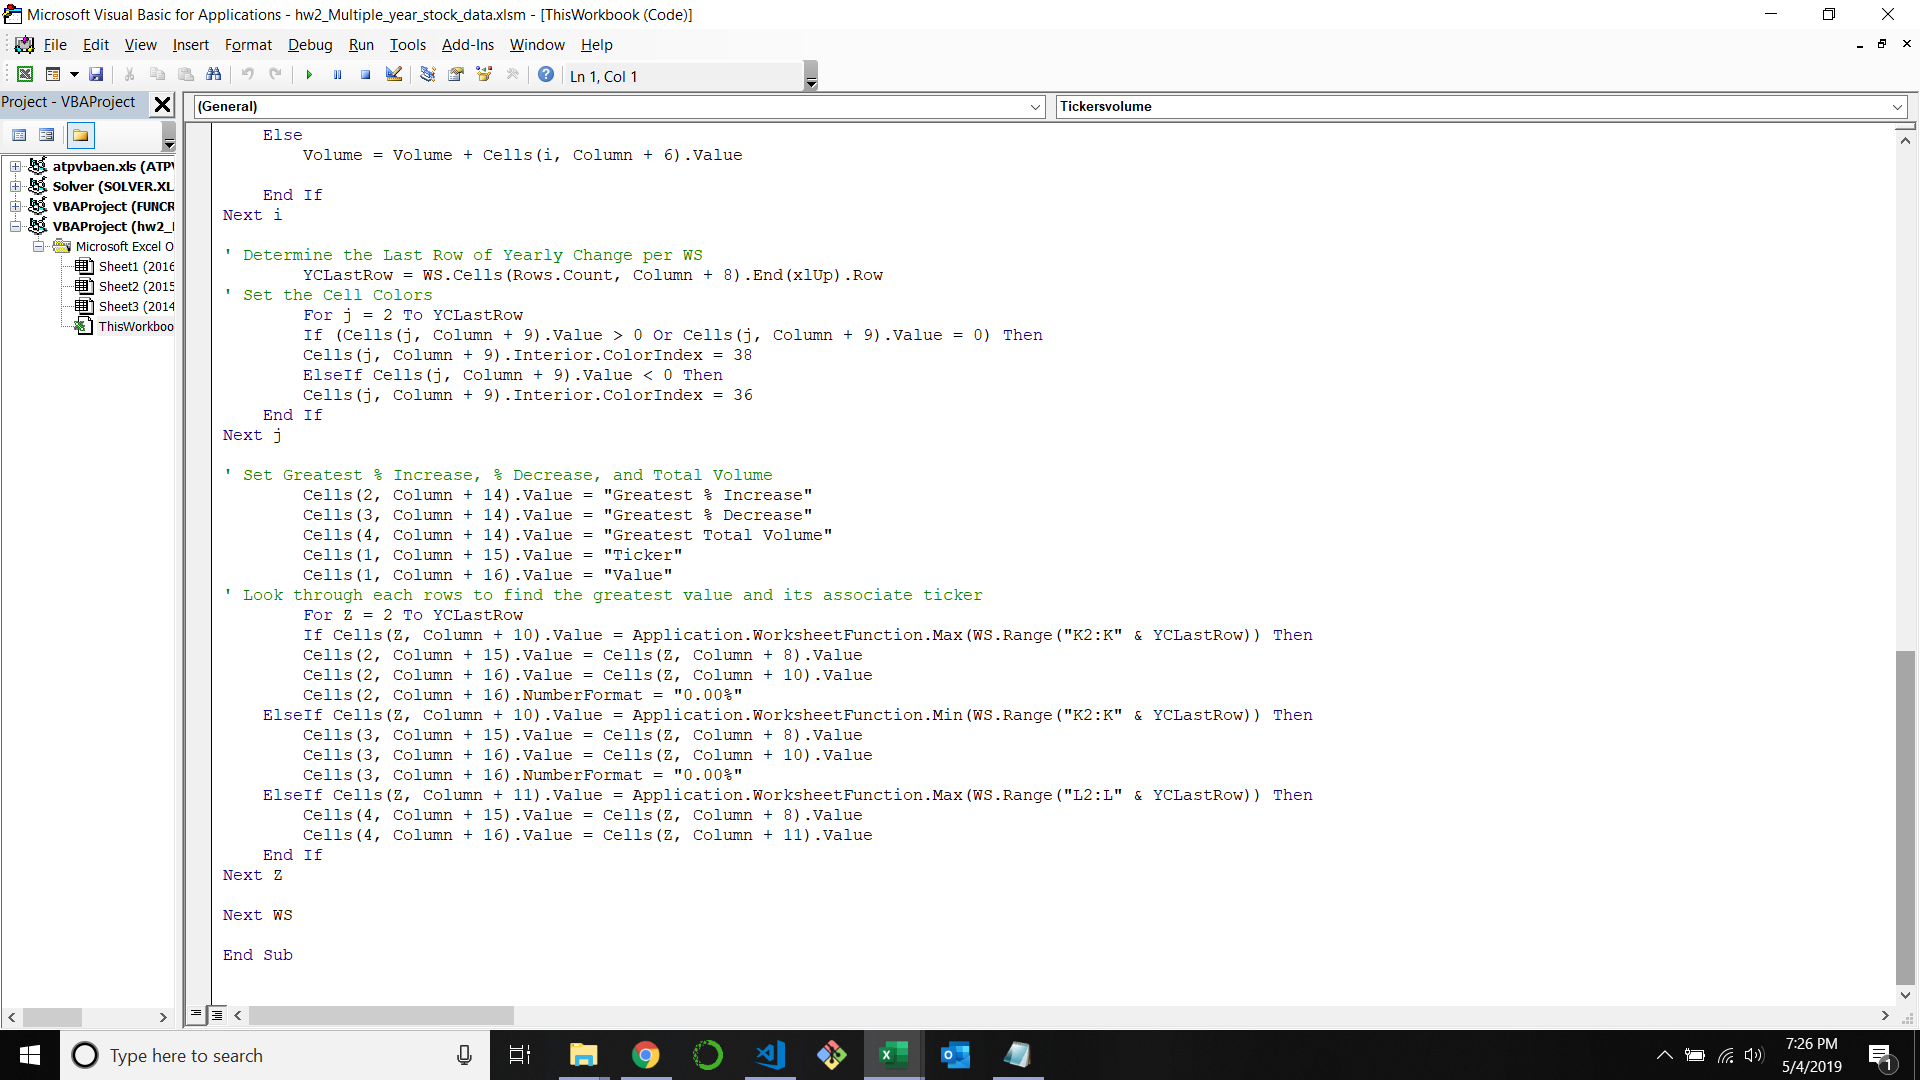 Microsoft Visual Basic for Applications - hw2_Multiple_year_stock_data.xlsm - [ThisWorkbook (Code)]
File Edit View Insert Format Debug Run Tools Add-Ins Window Help
Ln 1, Col 1
Project - VBAProject
(General)
Tickersvolume
atpvbaen.xls (ATPV
Solver (SOLVER.XL
VBAProject (FUNCR
VBAProject (hw2_
Microsoft Excel O
Sheet1 (2016
Sheet2 (2015
Sheet3 (2014
ThisWorkboo
Else
Volume = Volume + Cells(i, Column + 6).Value
End If
Next i
' Determine the Last Row of Yearly Change per WS
YCLastRow = WS.Cells(Rows.Count, Column + 8).End(xlUp).Row
' Set the Cell Colors
For j = 2 To YCLastRow
If (Cells(j, Column + 9).Value > 0 Or Cells(j, Column + 9).Value = 0) Then
Cells(j, Column + 9).Interior.ColorIndex = 38
ElseIf Cells(j, Column + 9).Value < 0 Then
Cells(j, Column + 9).Interior.ColorIndex = 36
End If
Next j
' Set Greatest % Increase, % Decrease, and Total Volume
Cells(2, Column + 14).Value = "Greatest % Increase"
Cells(3, Column + 14).Value = "Greatest % Decrease"
Cells(4, Column + 14).Value = "Greatest Total Volume"
Cells(1, Column + 15).Value = "Ticker"
Cells(1, Column + 16).Value = "Value"
' Look through each rows to find the greatest value and its associate ticker
For Z = 2 To YCLastRow
If Cells(Z, Column + 10).Value = Application.WorksheetFunction.Max(WS.Range("K2:K" & YCLastRow)) Then
Cells(2, Column + 15).Value = Cells(Z, Column + 8).Value
Cells(2, Column + 16).Value = Cells(Z, Column + 10).Value
Cells(2, Column + 16).NumberFormat = "0.00%"
ElseIf Cells(Z, Column + 10).Value = Application.WorksheetFunction.Min(WS.Range("K2:K" & YCLastRow)) Then
Cells(3, Column + 15).Value = Cells(Z, Column + 8).Value
Cells(3, Column + 16).Value = Cells(Z, Column + 10).Value
Cells(3, Column + 16).NumberFormat = "0.00%"
ElseIf Cells(Z, Column + 11).Value = Application.WorksheetFunction.Max(WS.Range("L2:L" & YCLastRow)) Then
Cells(4, Column + 15).Value = Cells(Z, Column + 8).Value
Cells(4, Column + 16).Value = Cells(Z, Column + 11).Value
End If
Next Z
Next WS
End Sub
Type here to search
7:26 PM
5/4/2019
1